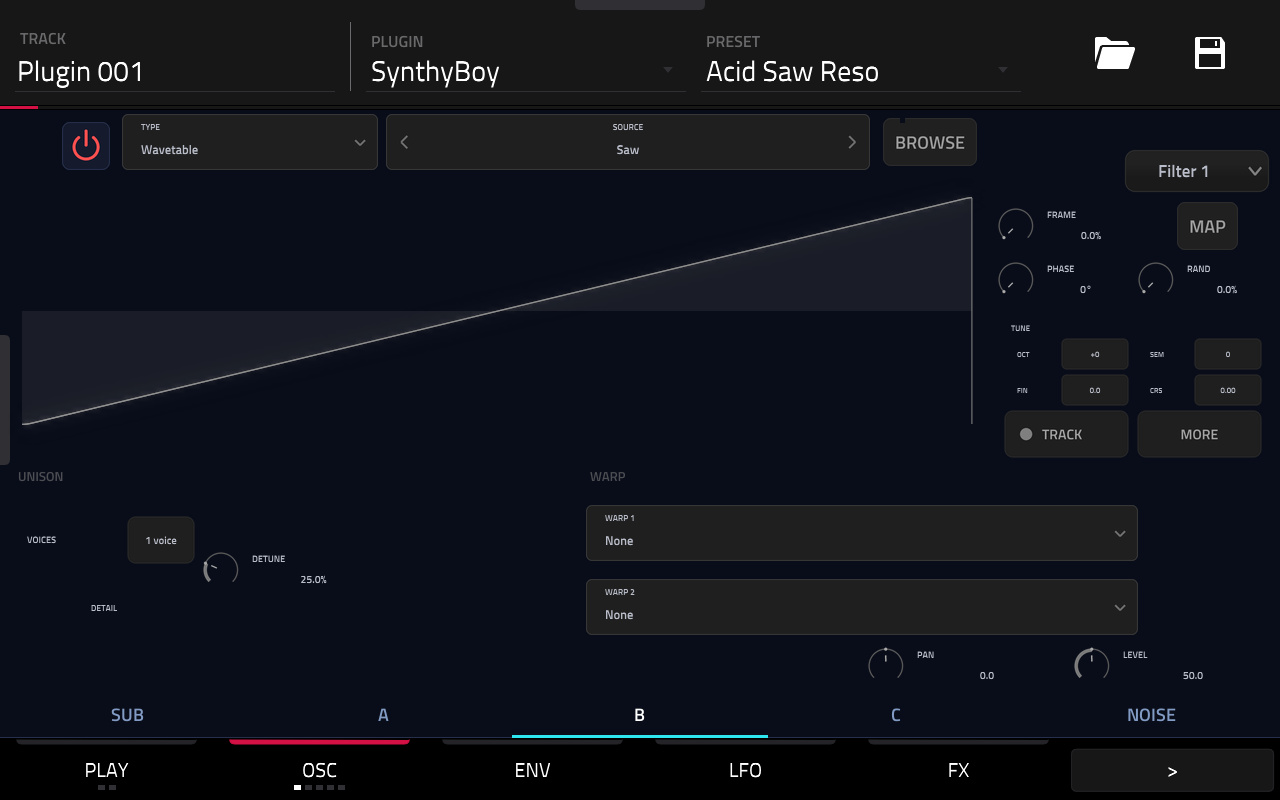 TRACK
Plugin 001
PLUGIN
SynthyBoy
PRESET
Acid Saw Reso
TYPE
Wavetable
SOURCE
Saw
BROWSE
Filter 1
FRAME
0.0%
MAP
PHASE
0°
RAND
0.0%
TUNE
OCT
+0
SEM
0
FIN
0.0
CRS
0.00
TRACK
MORE
UNISON
VOICES
1 voice
DETUNE
25.0%
DETAIL
WARP
WARP 1
None
WARP 2
None
PAN
0.0
LEVEL
50.0
SUB
A
B
C
NOISE
PLAY
OSC
ENV
LFO
FX
>